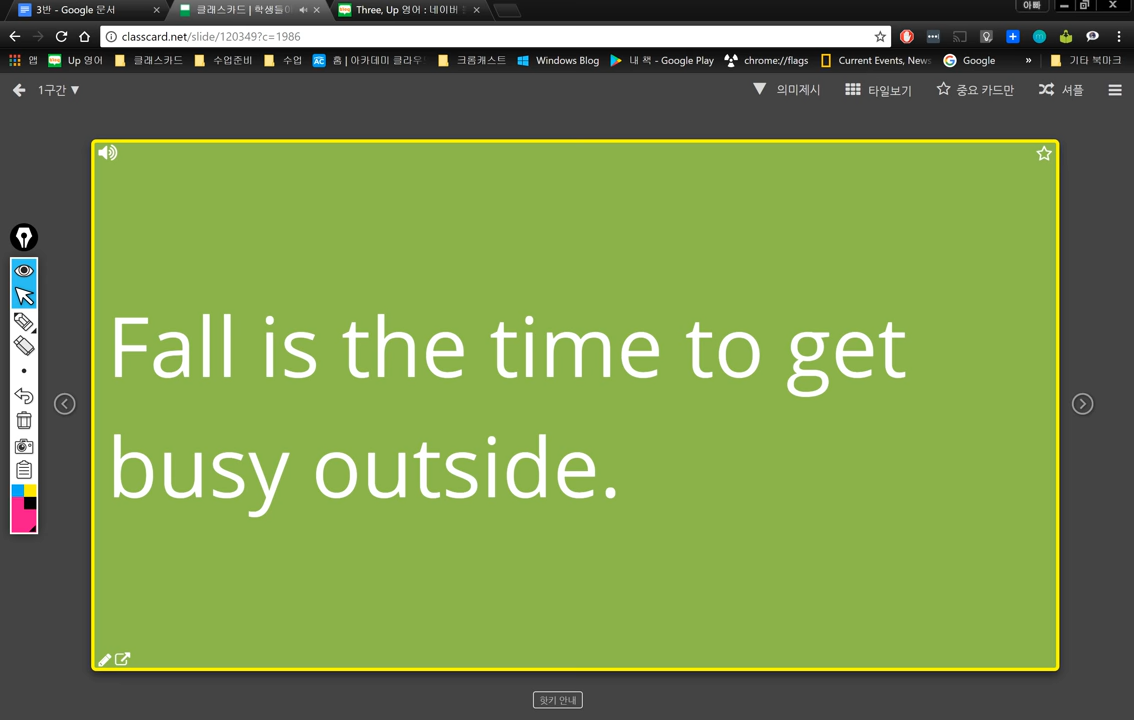 3반 - Google 문서
클래스카드 | 학생들이
Three, Up 영어 : 네이버
아빠
classcard.net/slide/120349?c=1986
앱
Up 영어
클래스카드
수업준비
수업
홈 | 아카데미 클라우
크롬캐스트
Windows Blog
내 책 - Google Play
chrome://flags
Current Events, News
Google
»
기타 북마크
1구간 ▼
▼ 의미제시
타일보기
중요 카드만
셔플
Fall is the time to get
busy outside.
핫키 안내